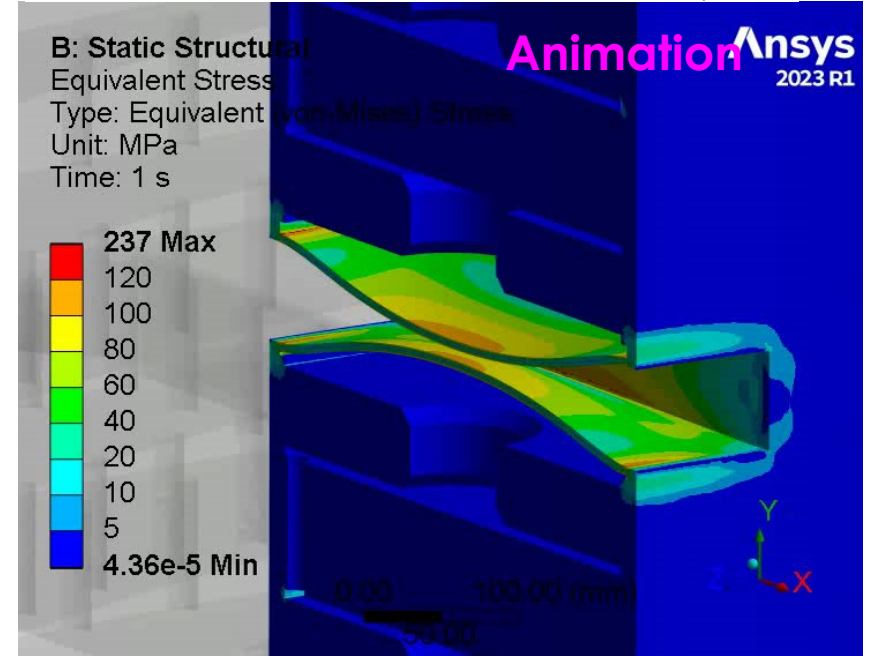 B: Static Structural
Equivalent Stress
Type: Equivalent (von-Mises) Stress
Unit: MPa
Time: 1 s
Animation
Ansys
2023 R1
237 Max
120
100
80
60
40
20
10
5
4.36e-5 Min
0.00 100.00 (mm)
50.00
Y
Z
X